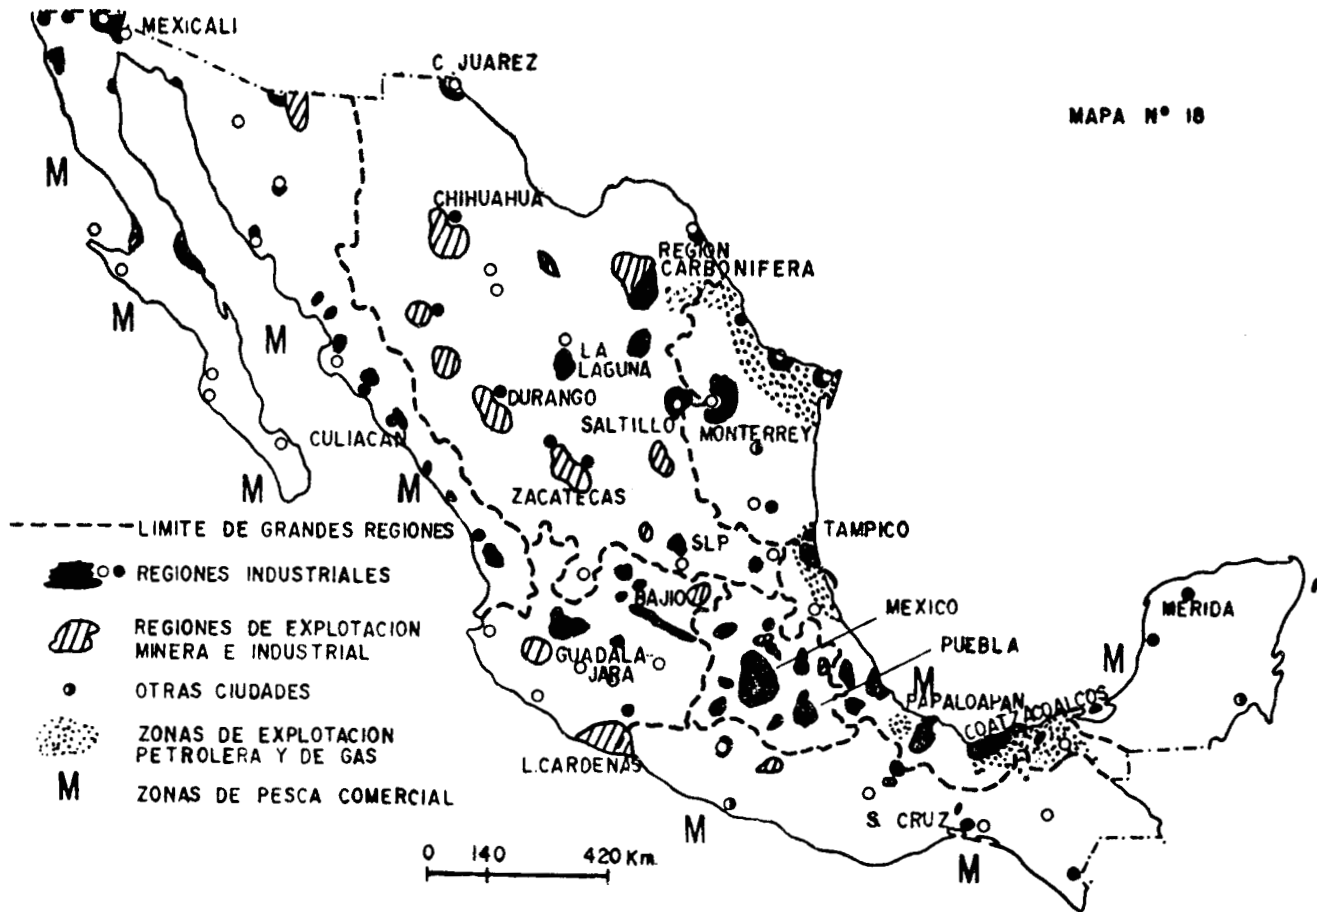 MEXICALI
C JUAREZ
MAPA Nº 18
M
CHIHUAHUA
REGION
CARBONIFERA
M
M
LA
LAGUNA
DURANGO
SALTILLO
MONTERREY
CULIACAN
M
M
ZACATECAS
LIMITE DE GRANDES REGIONES
TAMPICO
SLP
REGIONES INDUSTRIALES
BAJIO
MEXICO
MERIDA
REGIONES DE EXPLOTACION
MINERA E INDUSTRIAL
PUEBLA
GUADALA-
JARA
M
M
OTRAS CIUDADES
PAPALOAPAN
COATZACOALCOS
ZONAS DE EXPLOTACION
PETROLERA Y DE GAS
L.CARDENAS
M
ZONAS DE PESCA COMERCIAL
S. CRUZ
M
M
0 140 420 Km.